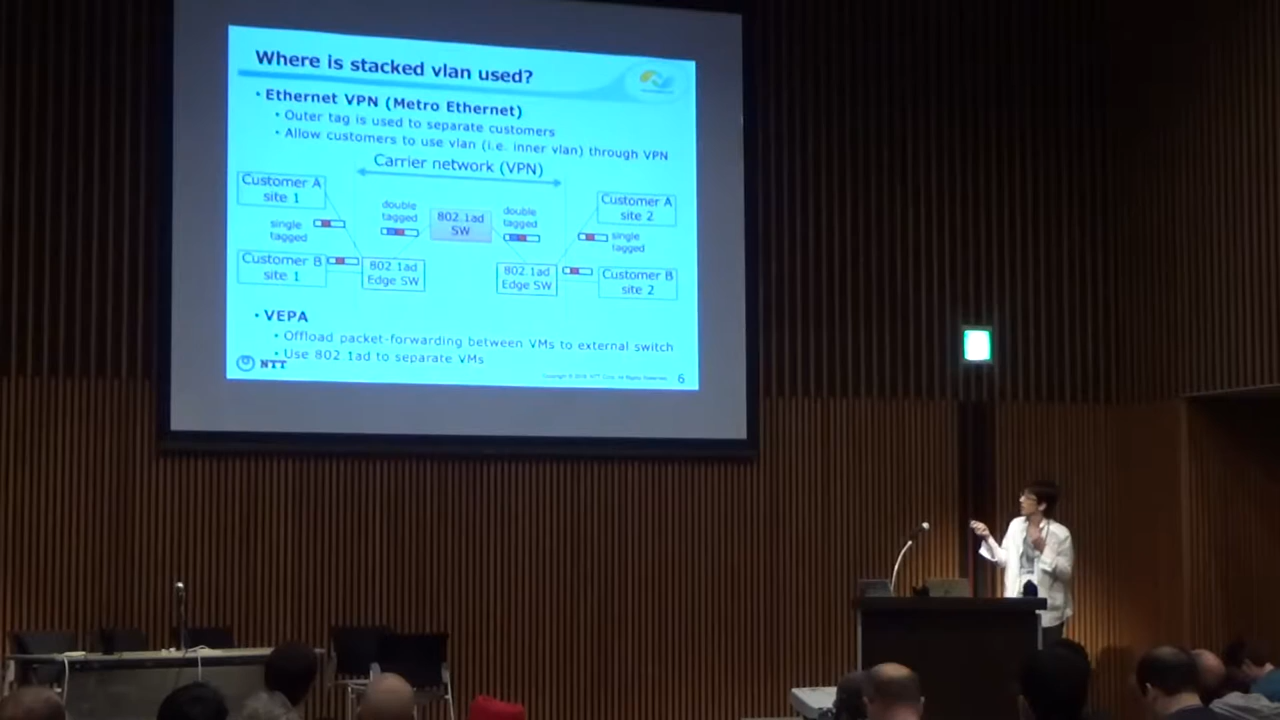 Where is stacked vlan used?
• Ethernet VPN (Metro Ethernet)
• Outer tag is used to separate customers
• Allow customers to use vlan (i.e. inner vlan) through VPN
Carrier network (VPN)
Customer A
site 1
single
tagged
Customer B
site 1
double
tagged
802.1ad
Edge SW
802.1ad
SW
double
tagged
802.1ad
Edge SW
Customer A
site 2
single
tagged
Customer B
site 2
• VEPA
• Offload packet-forwarding between VMs to external switch
• Use 802.1ad to separate VMs
NTT
6